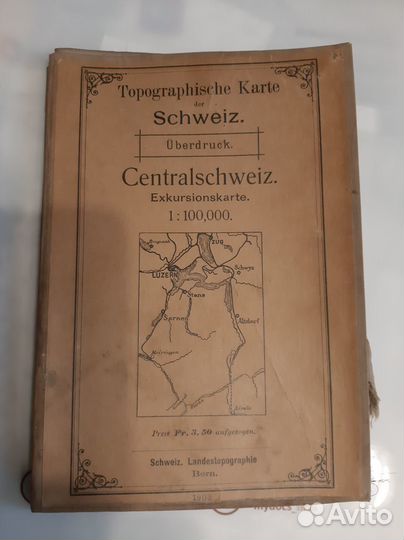 Topographische Karte
der
Schweiz.
Überdruck.
Centralschweiz.
Exkursionskarte.
1:100,000.
ZUG
LUZERN
Schwyz
Stans
Sarnen
Altdorf
Meiringen
Preis Fr. 3.50 aufgezogen.
Schweiz. Landestopographie
Bern.
Avito